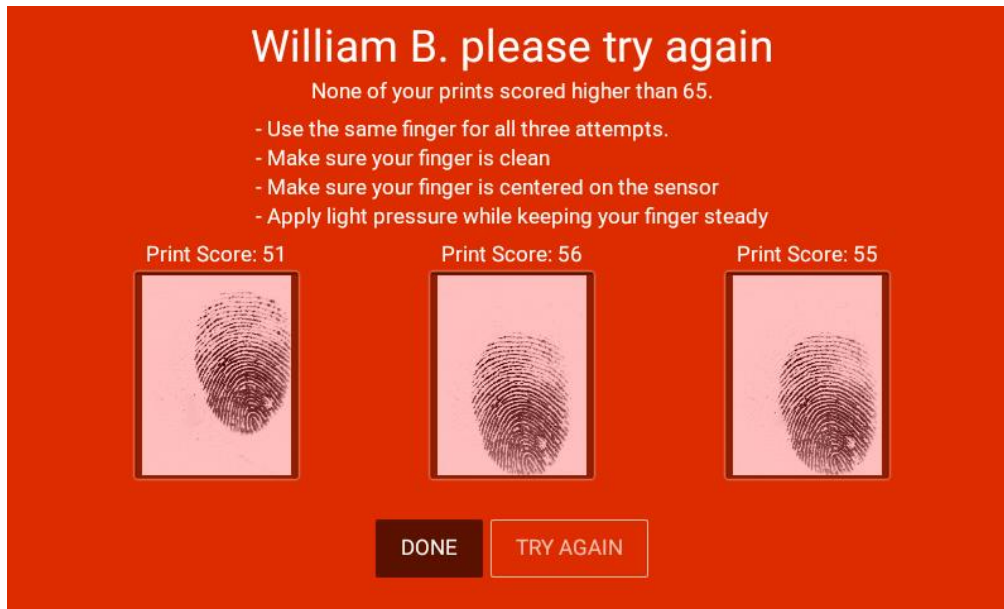 William B. please try again
None of your prints scored higher than 65.
- Use the same finger for all three attempts.
- Make sure your finger is clean
- Make sure your finger is centered on the sensor
- Apply light pressure while keeping your finger steady
Print Score: 51
Print Score: 56
Print Score: 55
DONE
TRY AGAIN